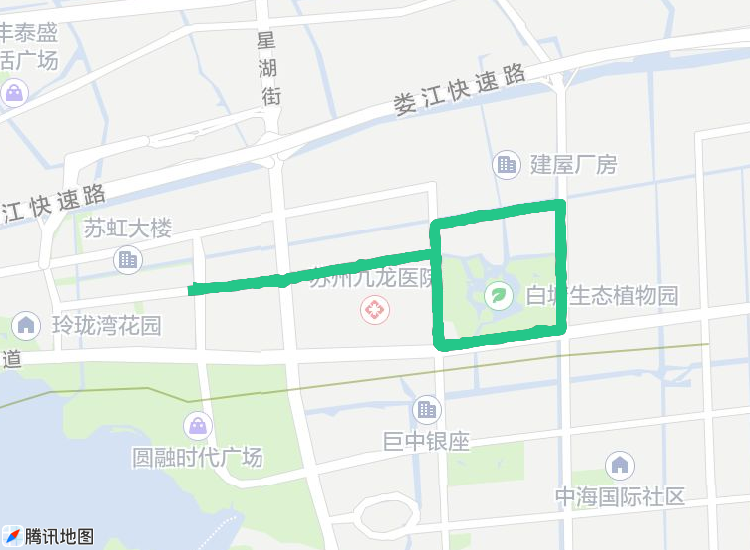 丰泰盛
活广场
星湖街
娄江快速路
建屋厂房
江快速路
苏虹大楼
苏州九龙医院
白塘生态植物园
玲珑湾花园
道
巨中银座
圆融时代广场
中海国际社区
腾讯地图